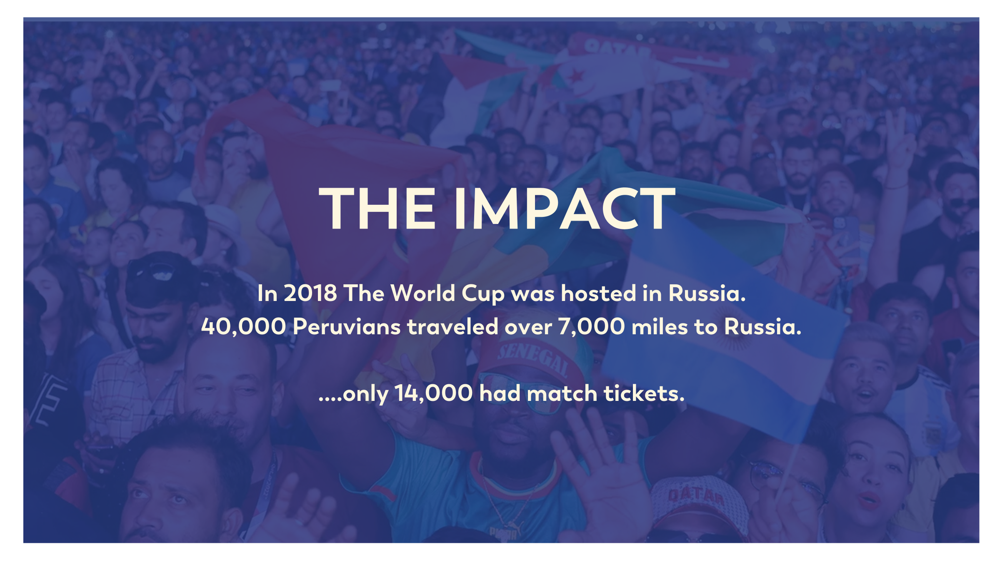 QATAR
THE IMPACT
In 2018 The World Cup was hosted in Russia.
40,000 Peruvians traveled over 7,000 miles to Russia.
SENEGAL
....only 14,000 had match tickets.
QATAR
PUMA